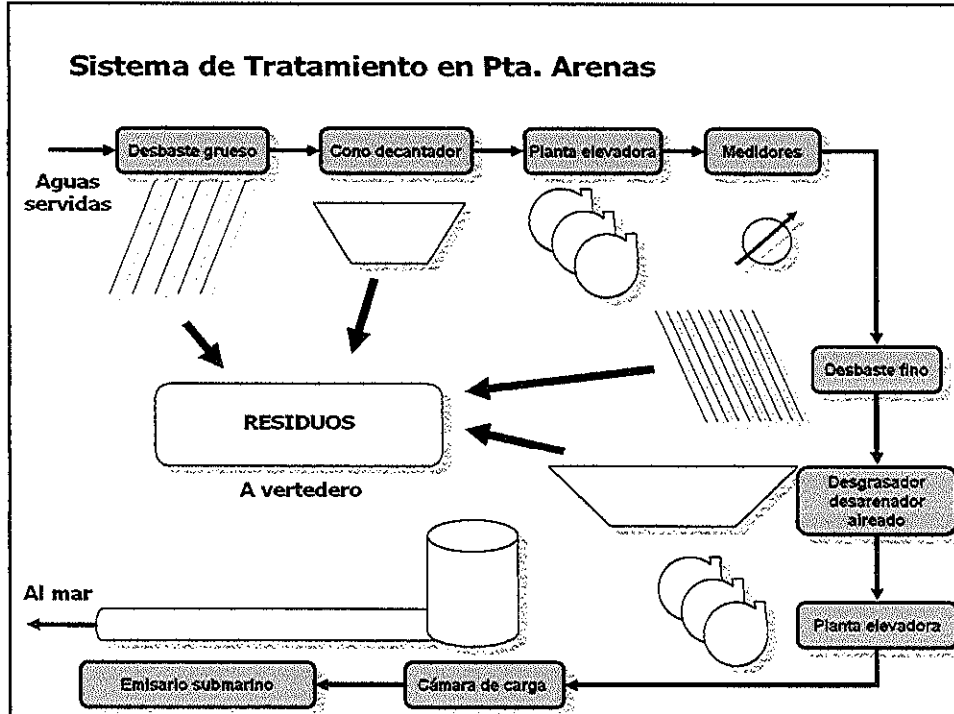 Sistema de Tratamiento en Pta. Arenas
Desbaste grueso
Cono decantador
Planta elevadora
Medidores
Aguas
servidas
Desbaste fino
RESIDUOS
A vertedero
Desgrasador
desarenador
aireado
Al mar
Planta elevadora
Emisario submarino
Cámara de carga